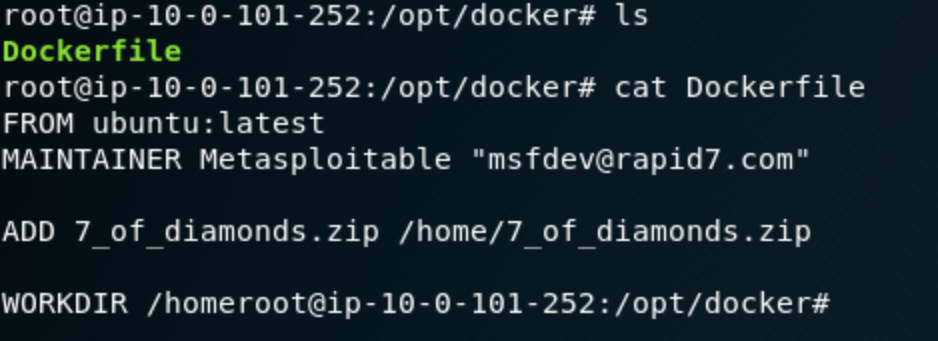 root@ip-10-0-101-252:/opt/docker# ls
Dockerfile
root@ip-10-0-101-252:/opt/docker# cat Dockerfile
FROM ubuntu:latest
MAINTAINER Metasploitable "msfdev@rapid7.com"
ADD 7_of_diamonds.zip /home/7_of_diamonds.zip
WORKDIR /homeroot@ip-10-0-101-252:/opt/docker#